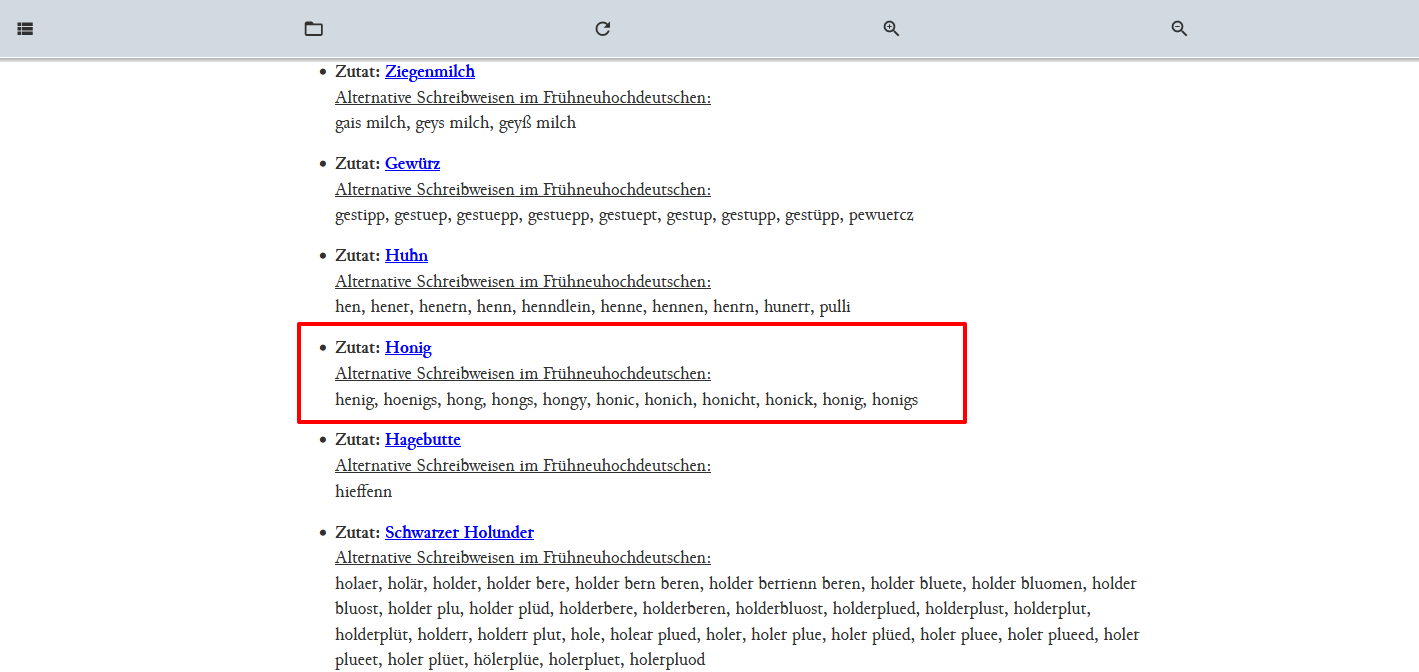 Zutat: Ziegenmilch
Alternative Schreibweisen im Frühneuhochdeutschen:
gais milch, geys milch, geyß milch
Zutat: Gewürz
Alternative Schreibweisen im Frühneuhochdeutschen:
gestipp, gestuep, gestuepp, gestuepp, gestuept, gestup, gestupp, gestüpp, pewuercz
Zutat: Huhn
Alternative Schreibweisen im Frühneuhochdeutschen:
hen, hener, henern, henn, henndlein, henne, hennen, henrn, hunerr, pulli
Zutat: Honig
Alternative Schreibweisen im Frühneuhochdeutschen:
henig, hoenigs, hong, hongs, hongy, honic, honich, honicht, honick, honig, honigs
Zutat: Hagebutte
Alternative Schreibweisen im Frühneuhochdeutschen:
hieffenn
Zutat: Schwarzer Holunder
Alternative Schreibweisen im Frühneuhochdeutschen:
holaer, holär, holder, holder bere, holder bern beren, holder berrienn beren, holder bluete, holder bluomen, holder
bluost, holder plu, holder plüd, holderbere, holderberen, holderbluost, holderplued, holderplust, holderplut,
holderplüt, holderr, holderr plut, hole, holear plued, holer, holer plue, holer plüed, holer pluee, holer plueed, holer
plueet, holer plüet, hölerplüe, holerpluet, holerpluod